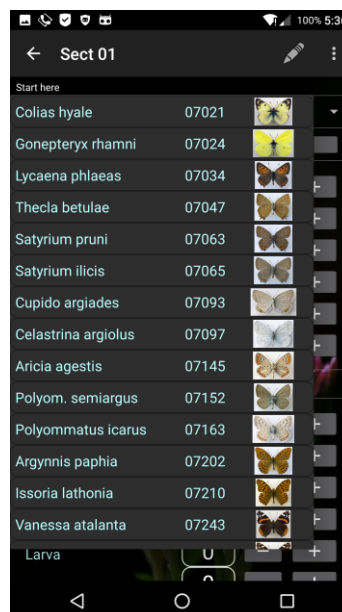 100% 5:36
Sect 01
Start here
Colias hyale 07021
Gonepteryx rhamni 07024
Lycaena phlaeas 07034
Thecla betulae 07047
Satyrium pruni 07063
Satyrium ilicis 07065
Cupido argiades 07093
Celastrina argiolus 07097
Aricia agestis 07145
Polyom. semiargus 07152
Polyommatus icarus 07163
Argynnis paphia 07202
Issoria lathonia 07210
Vanessa atalanta 07243
Larva 0 - +